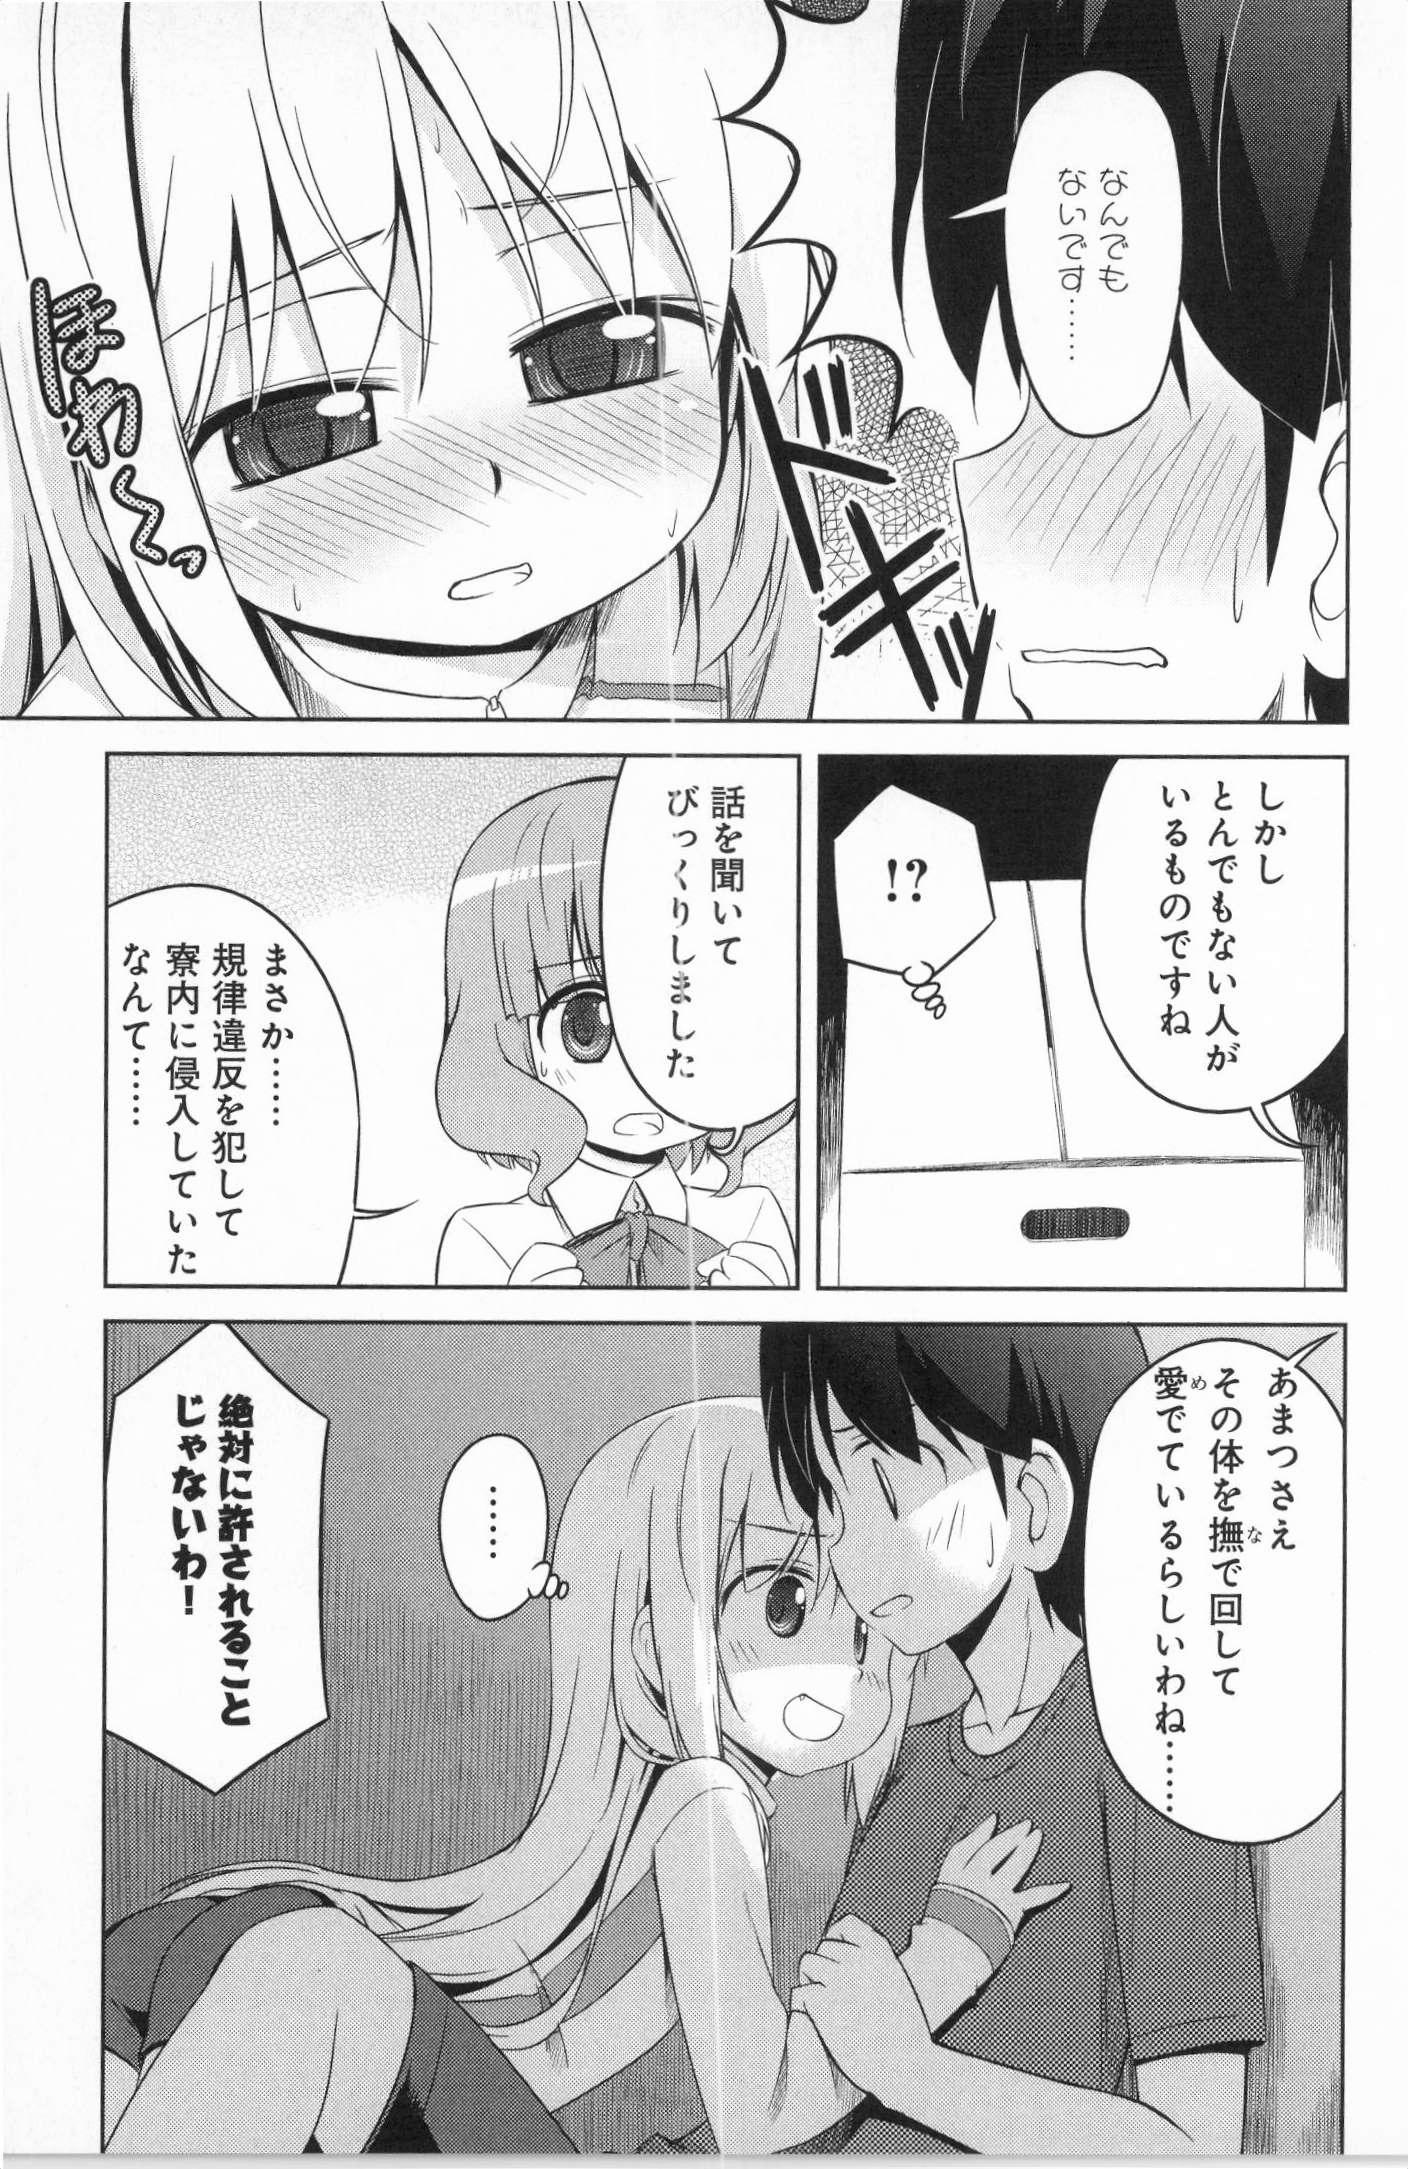 なんでも
ないです……
ドキッ
ほわ〜っ
しかし
とんでもない人が
いるものですね
!?
話を聞いて
びっくりしました
まさか……
規律違反を犯して
寮内に侵入していた
なんて……
あまつさえ
その体を撫で回して
愛でているらしいわね……
……
絶対に許されること
じゃないわ！